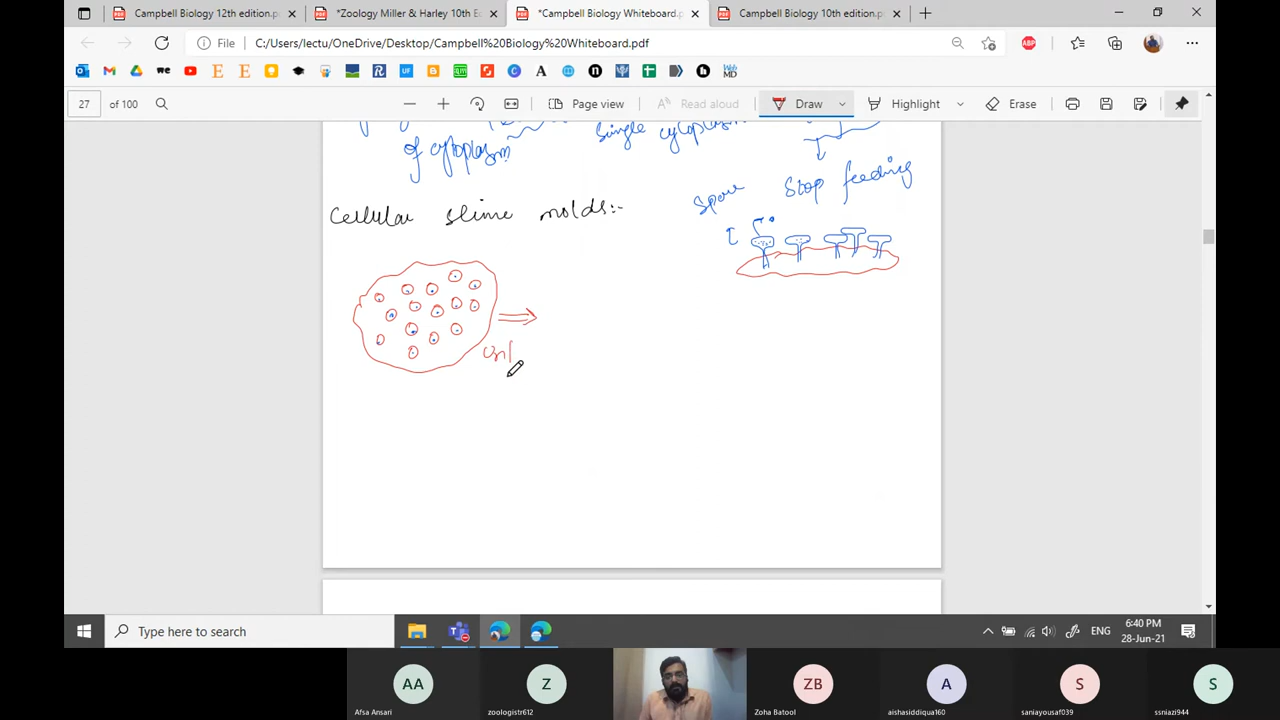 Campbell Biology 12th edition.p
*Zoology Miller & Harley 10th Ed
*Campbell Biology Whiteboard.p
Campbell Biology 10th edition.p
File
C:/Users/lectu/OneDrive/Desktop/Campbell%20Biology%20Whiteboard.pdf
ABP
27 of 100
Page view
Read aloud
Draw
Highlight
Erase
of cytoplasm
Single cytoplasm
Stop feeding
Cellular slime molds:-
Type here to search
ENG
6:40 PM
28-Jun-21
AA
Z
ZB
A
S
S
Afsa Ansari
zoologistr612
Zoha Batool
aishasiddiqua160
saniayousaf039
ssniazi944